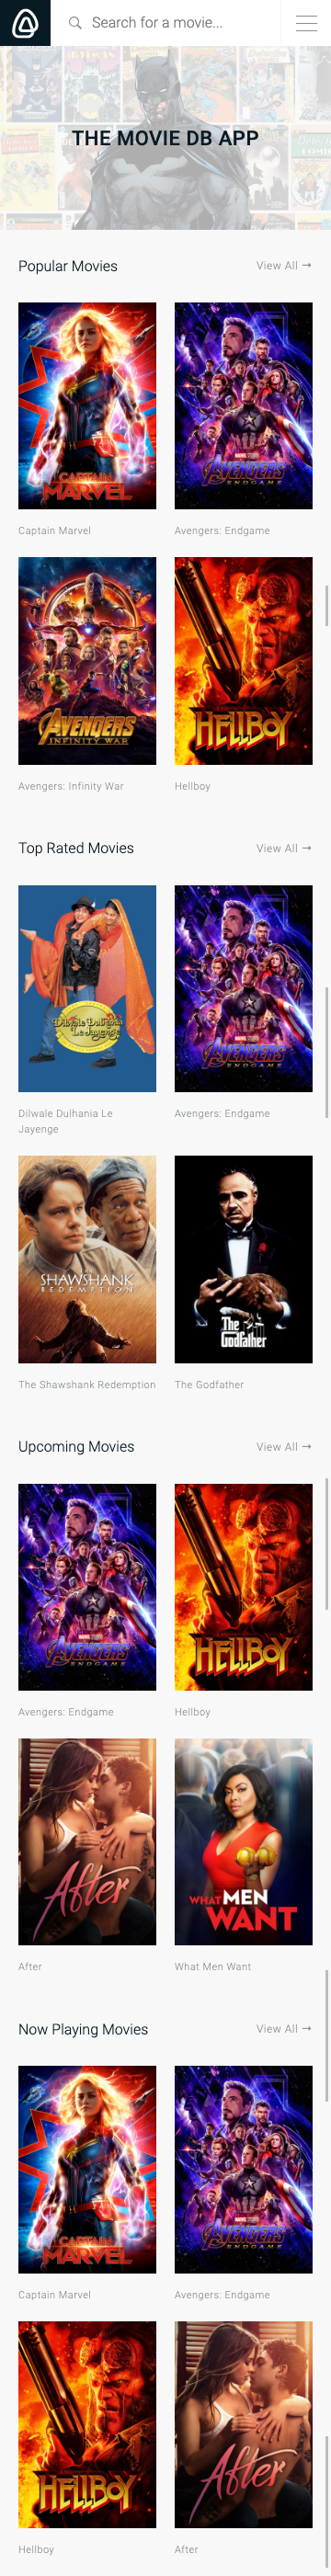 Search for a movie...
THE MOVIE DB APP
Popular Movies
View All →
CAPTAIN
MARVEL
AVENGERS
ENDGAME
Captain Marvel
Avengers: Endgame
AVENGERS
INFINITY WAR
HELLBOY
Avengers: Infinity War
Hellboy
Top Rated Movies
View All →
Dilwale Dulhania
Le Jayenge
AVENGERS
ENDGAME
Dilwale Dulhania Le
Jayenge
Avengers: Endgame
THE
SHAWSHANK
REDEMPTION
The
Godfather
The Shawshank Redemption
The Godfather
Upcoming Movies
View All →
AVENGERS
ENDGAME
HELLBOY
Avengers: Endgame
Hellboy
After
WHAT MEN
WANT
After
What Men Want
Now Playing Movies
View All →
CAPTAIN
MARVEL
AVENGERS
ENDGAME
Captain Marvel
Avengers: Endgame
HELLBOY
After
Hellboy
After